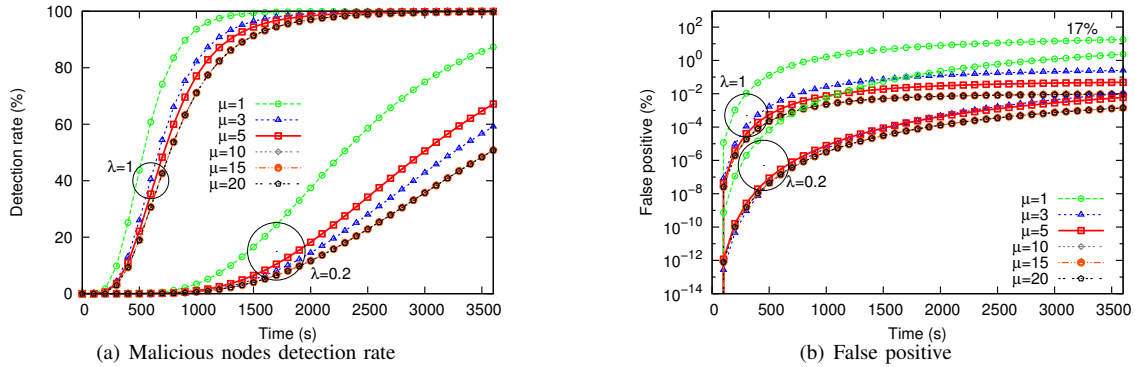 100
80
60
40
20
0
Detection rate (%)
0 500 1000 1500 2000 2500 3000 3500
Time (s)
λ=1
λ=0.2
μ=1
μ=3
μ=5
μ=10
μ=15
μ=20
(a) Malicious nodes detection rate
10^2
10^0
10^-2
10^-4
10^-6
10^-8
10^-10
10^-12
10^-14
False positive (%)
0 500 1000 1500 2000 2500 3000 3500
Time (s)
17%
λ=1
λ=0.2
μ=1
μ=3
μ=5
μ=10
μ=15
μ=20
(b) False positive